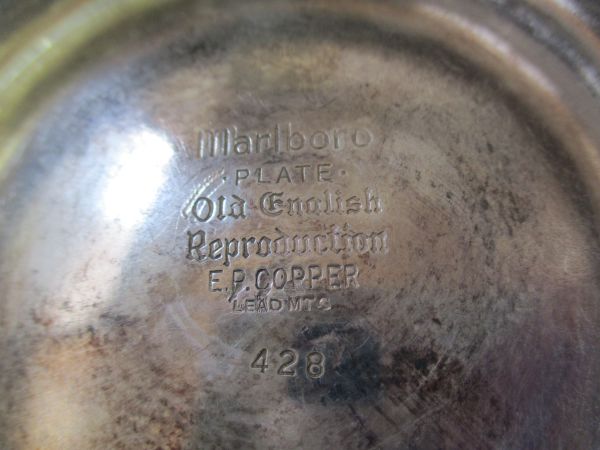 Marlboro
·PLATE·
Old English
Reproduction
E.P.COPPER
LEAD MTS
428